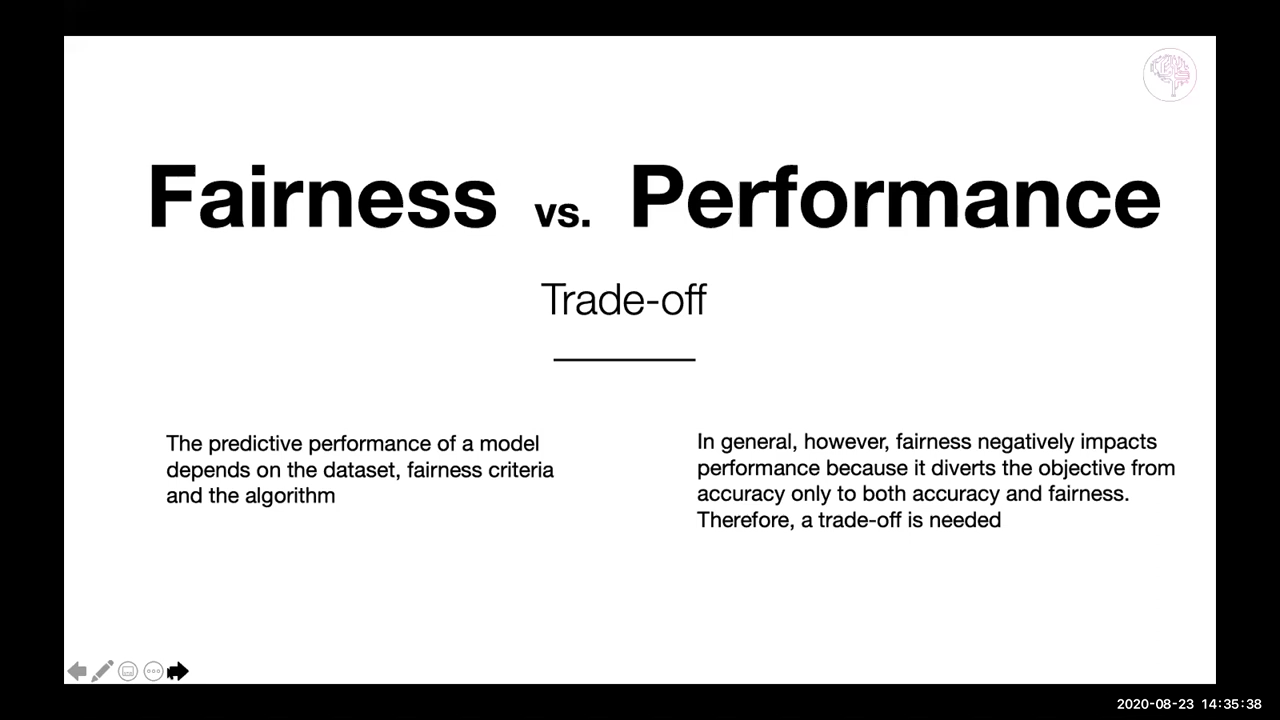 Fairness vs. Performance
Trade-off
The predictive performance of a model
depends on the dataset, fairness criteria
and the algorithm
In general, however, fairness negatively impacts
performance because it diverts the objective from
accuracy only to both accuracy and fairness.
Therefore, a trade-off is needed
2020-08-23 14:35:38